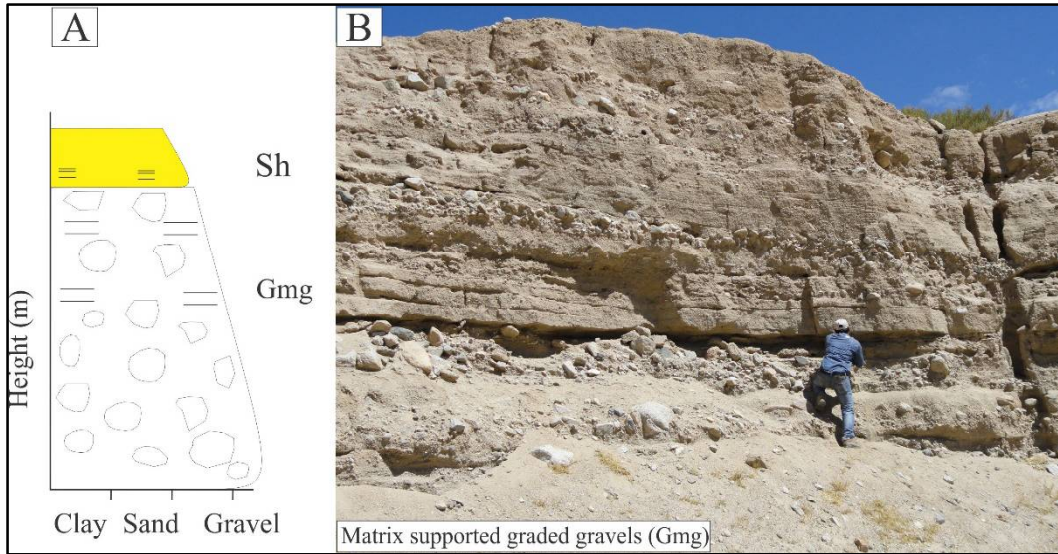 A
B
Sh
Gmg
Height (m)
Clay Sand Gravel
Matrix supported graded gravels (Gmg)